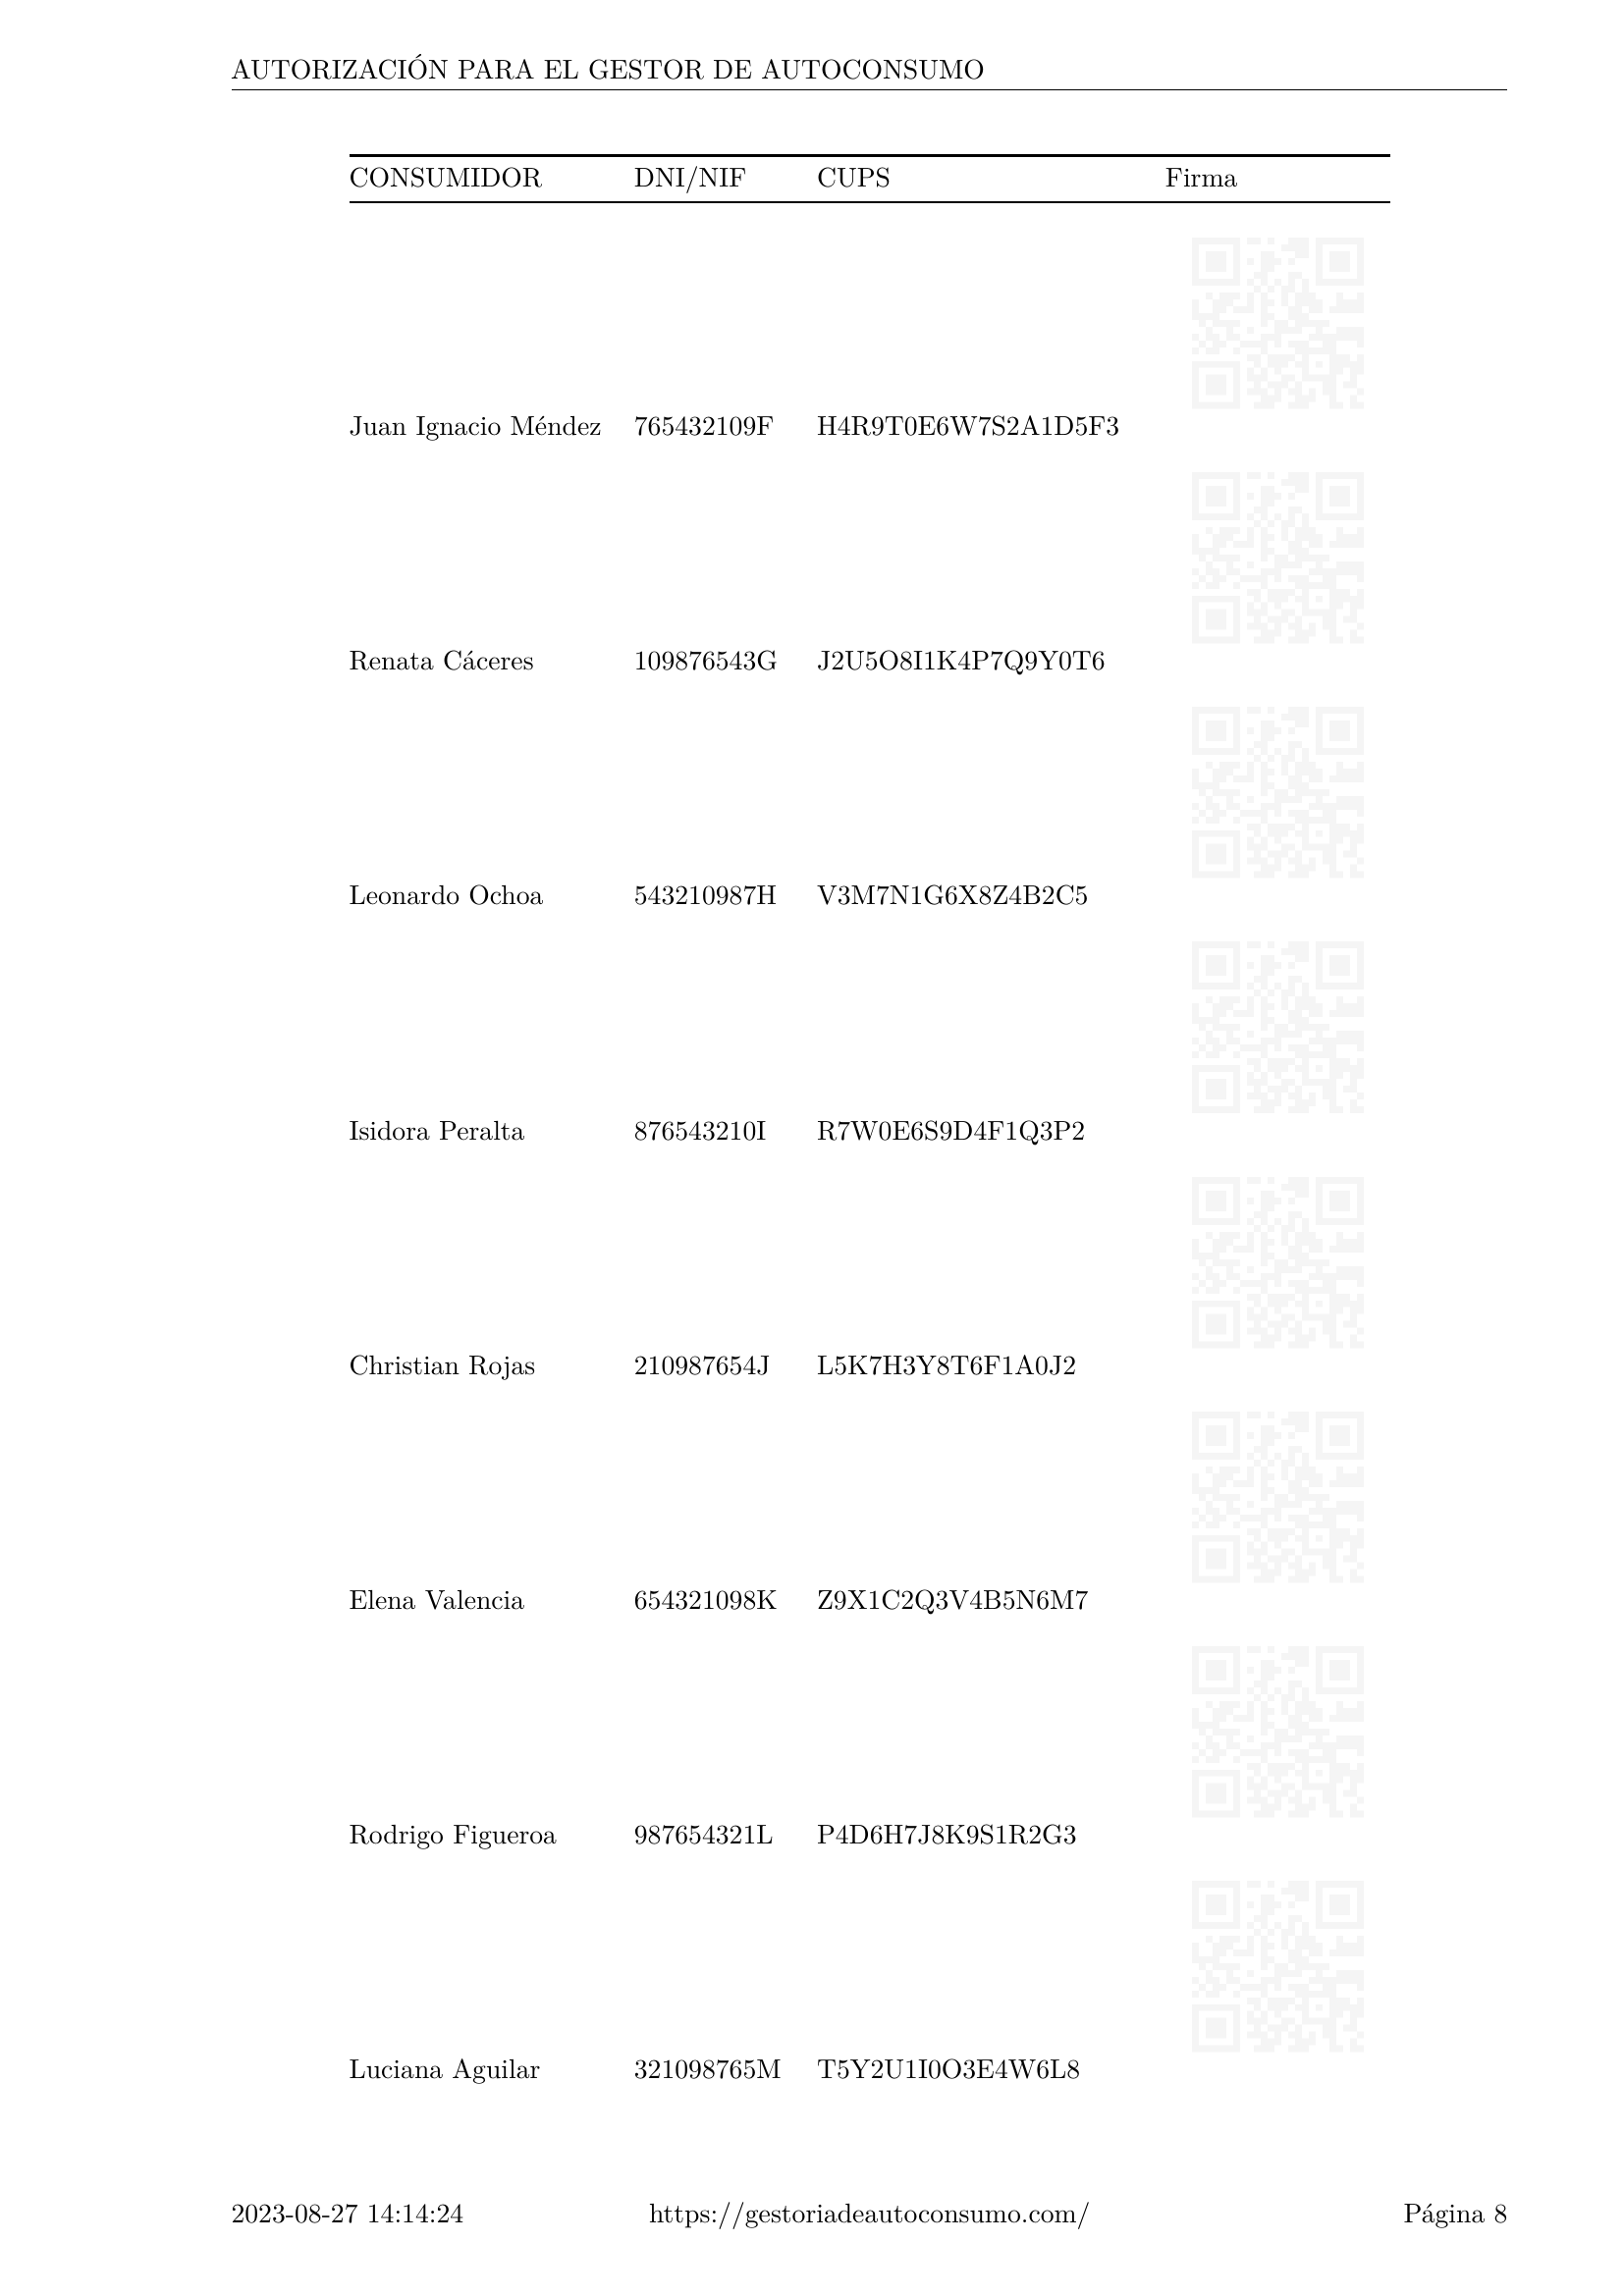 AUTORIZACIÓN PARA EL GESTOR DE AUTOCONSUMO
CONSUMIDOR DNI/NIF CUPS Firma
Juan Ignacio Méndez 765432109F H4R9T0E6W7S2A1D5F3
Renata Cáceres 109876543G J2U5O8I1K4P7Q9Y0T6
Leonardo Ochoa 543210987H V3M7N1G6X8Z4B2C5
Isidora Peralta 876543210I R7W0E6S9D4F1Q3P2
Christian Rojas 210987654J L5K7H3Y8T6F1A0J2
Elena Valencia 654321098K Z9X1C2Q3V4B5N6M7
Rodrigo Figueroa 987654321L P4D6H7J8K9S1R2G3
Luciana Aguilar 321098765M T5Y2U1I0O3E4W6L8
2023-08-27 14:14:24 https://gestoriadeautoconsumo.com/ Página 8